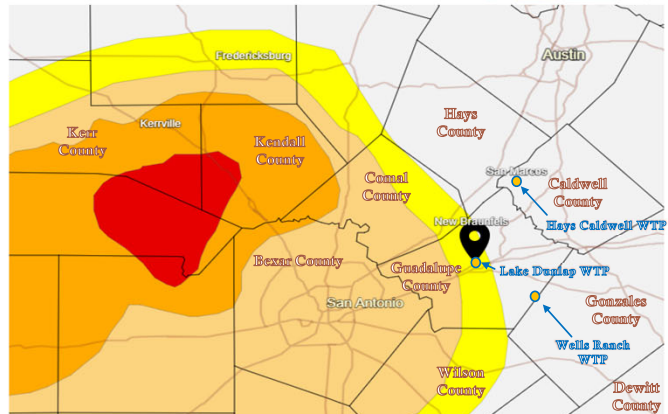 Fredericksburg
Austin
Hays
County
Kerr
County
Kerrville
Kendall
County
San Marcos
Comal
County
Caldwell
County
New Braunfels
Hays Caldwell WTP
Bexar County
Guadalupe
County
Lake Dunlap WTP
San Antonio
Gonzales
County
Wells Ranch
WTP
Wilson
County
Dewitt
County